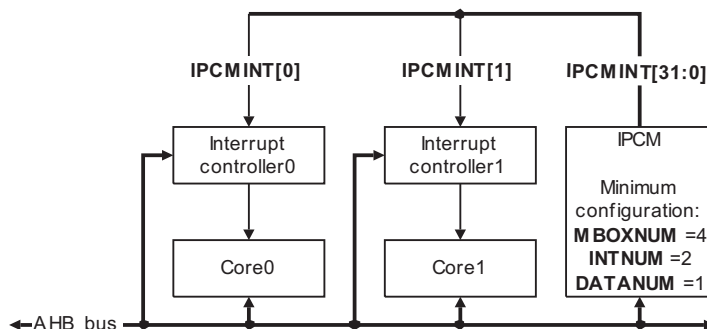 IPCMINT[0]
IPCMINT[1]
IPCMINT[31:0]
Interrupt
controller0
Interrupt
controller1
IPCM
Minimum
configuration:
MBOXNUM =4
INTNUM =2
DATANUM =1
Core0
Core1
AHB bus